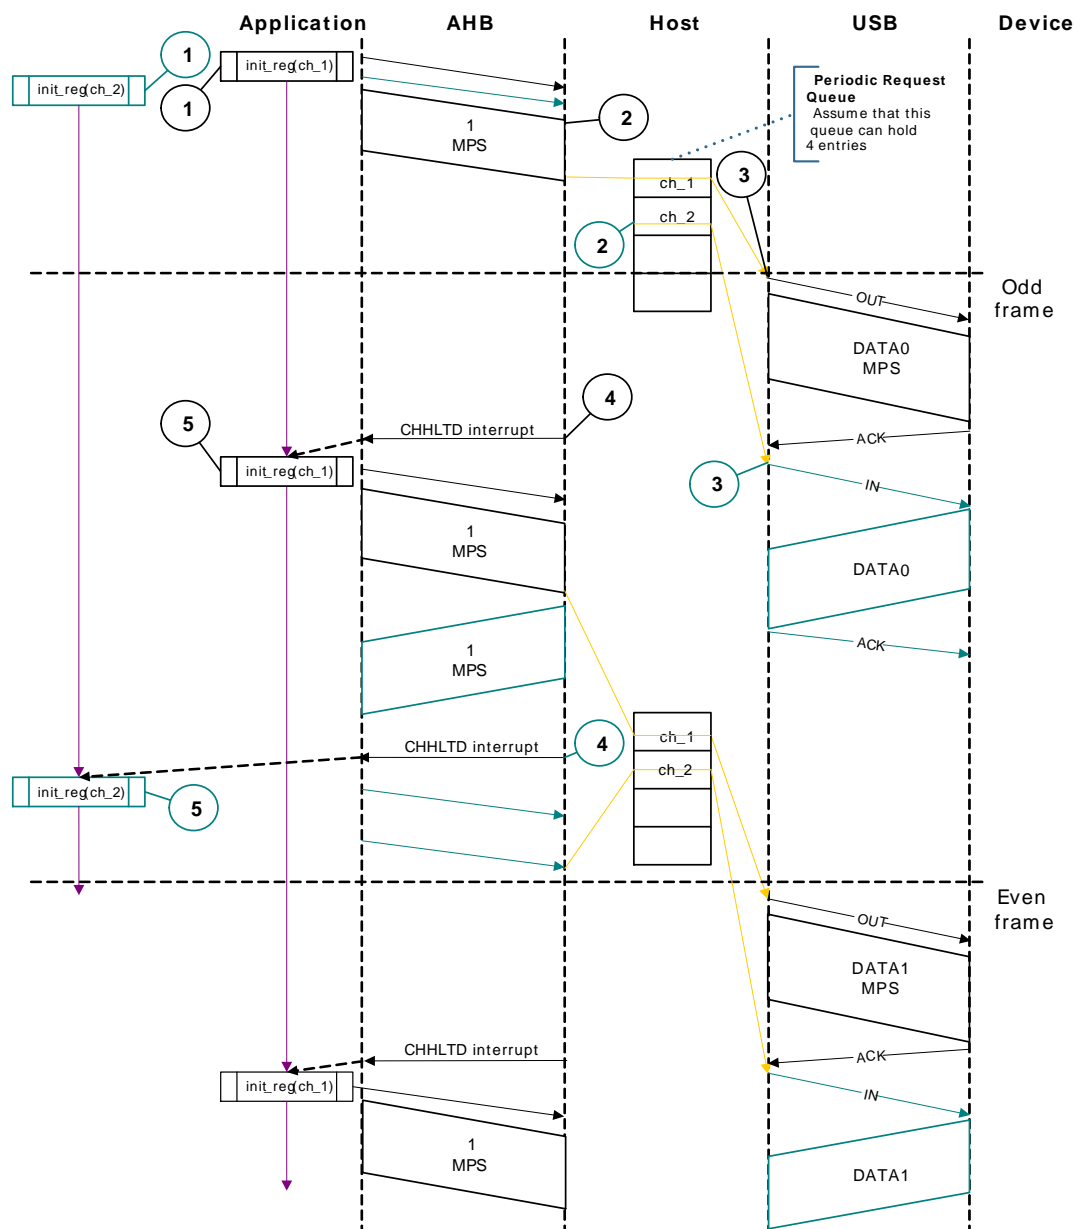 Application AHB Host USB Device
1
init_reg(ch_1)
init_reg(ch_2)
1
Periodic Request
Queue
Assume that this
queue can hold
4 entries
2
1
MPS
3
ch_1
ch_2
2
Odd
frame
OUT
DATA0
MPS
4
5
CHHLTD interrupt
ACK
init_reg(ch_1)
3
IN
1
MPS
DATA0
1
MPS
ACK
ch_1
CHHLTD interrupt
4
ch_2
init_reg(ch_2)
5
Even
frame
OUT
DATA1
MPS
CHHLTD interrupt
ACK
init_reg(ch_1)
IN
1
MPS
DATA1